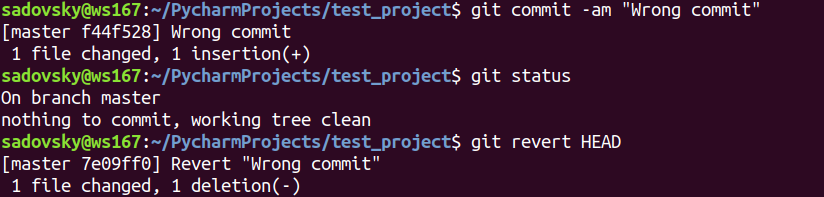 sadovsky@ws167:~/PycharmProjects/test_project$ git commit -am "Wrong commit"
[master f44f528] Wrong commit
 1 file changed, 1 insertion(+)
sadovsky@ws167:~/PycharmProjects/test_project$ git status
On branch master
nothing to commit, working tree clean
sadovsky@ws167:~/PycharmProjects/test_project$ git revert HEAD
[master 7e09ff0] Revert "Wrong commit"
 1 file changed, 1 deletion(-)